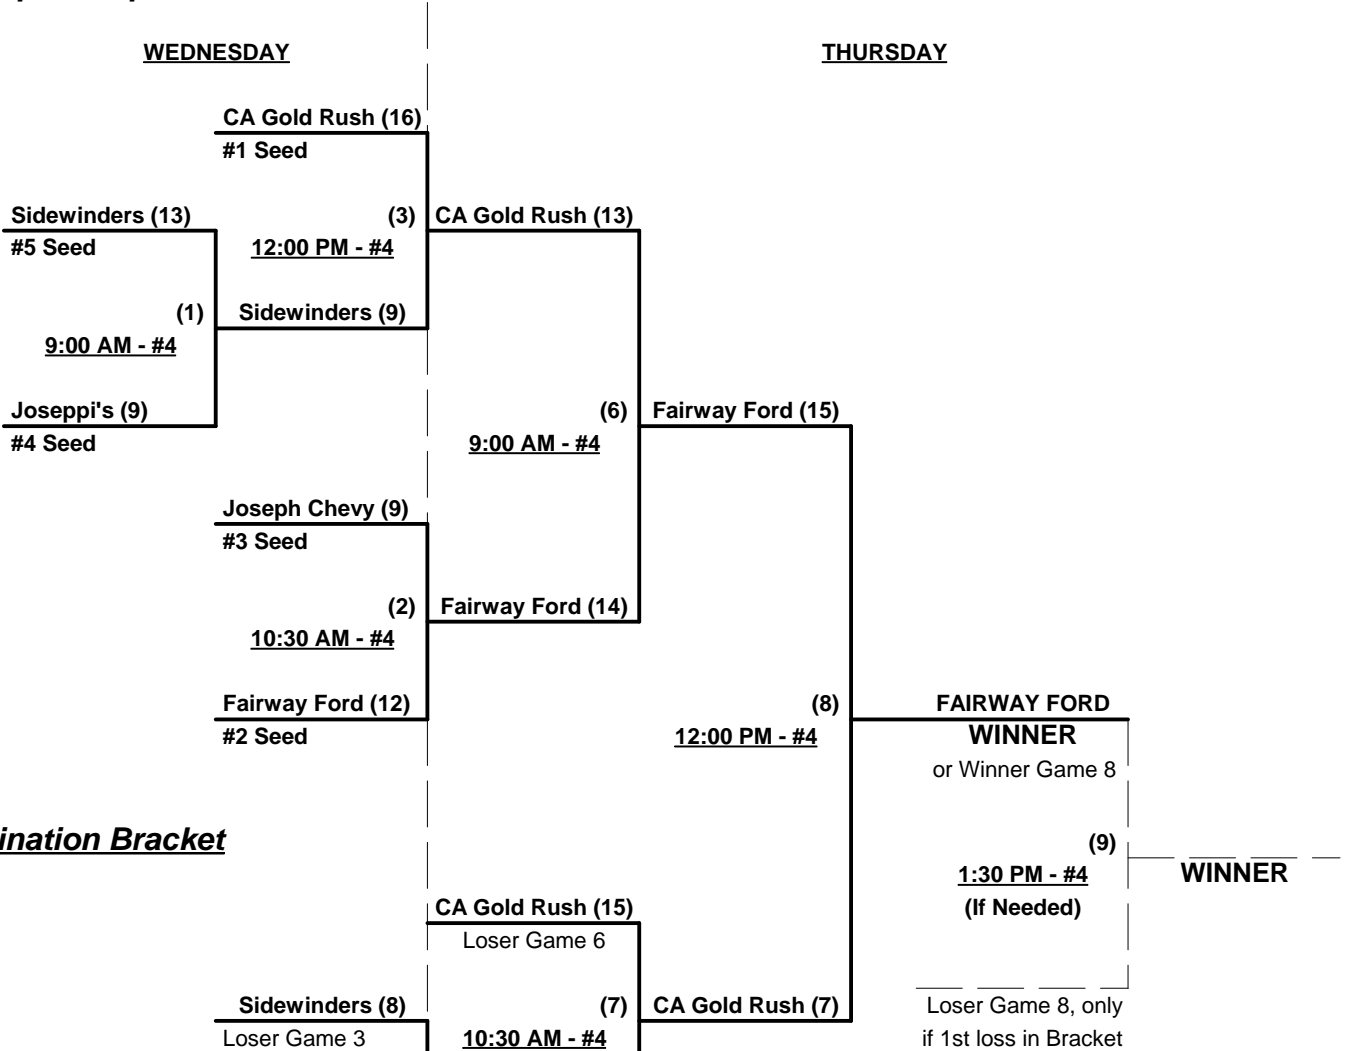 WEDNESDAY
THURSDAY
CA Gold Rush (16)
#1 Seed
Sidewinders (13)
(3)
CA Gold Rush (13)
#5 Seed
12:00 PM - #4
(1)
Sidewinders (9)
9:00 AM - #4
Joseppi's (9)
(6)
Fairway Ford (15)
#4 Seed
9:00 AM - #4
Joseph Chevy (9)
#3 Seed
(2)
Fairway Ford (14)
10:30 AM - #4
Fairway Ford (12)
(8)
FAIRWAY FORD
#2 Seed
12:00 PM - #4
WINNER
or Winner Game 8
ination Bracket
(9)
1:30 PM - #4
WINNER
(If Needed)
CA Gold Rush (15)
Loser Game 6
Sidewinders (8)
(7)
CA Gold Rush (7)
Loser Game 8, only
Loser Game 3
10:30 AM - #4
if 1st loss in Bracket